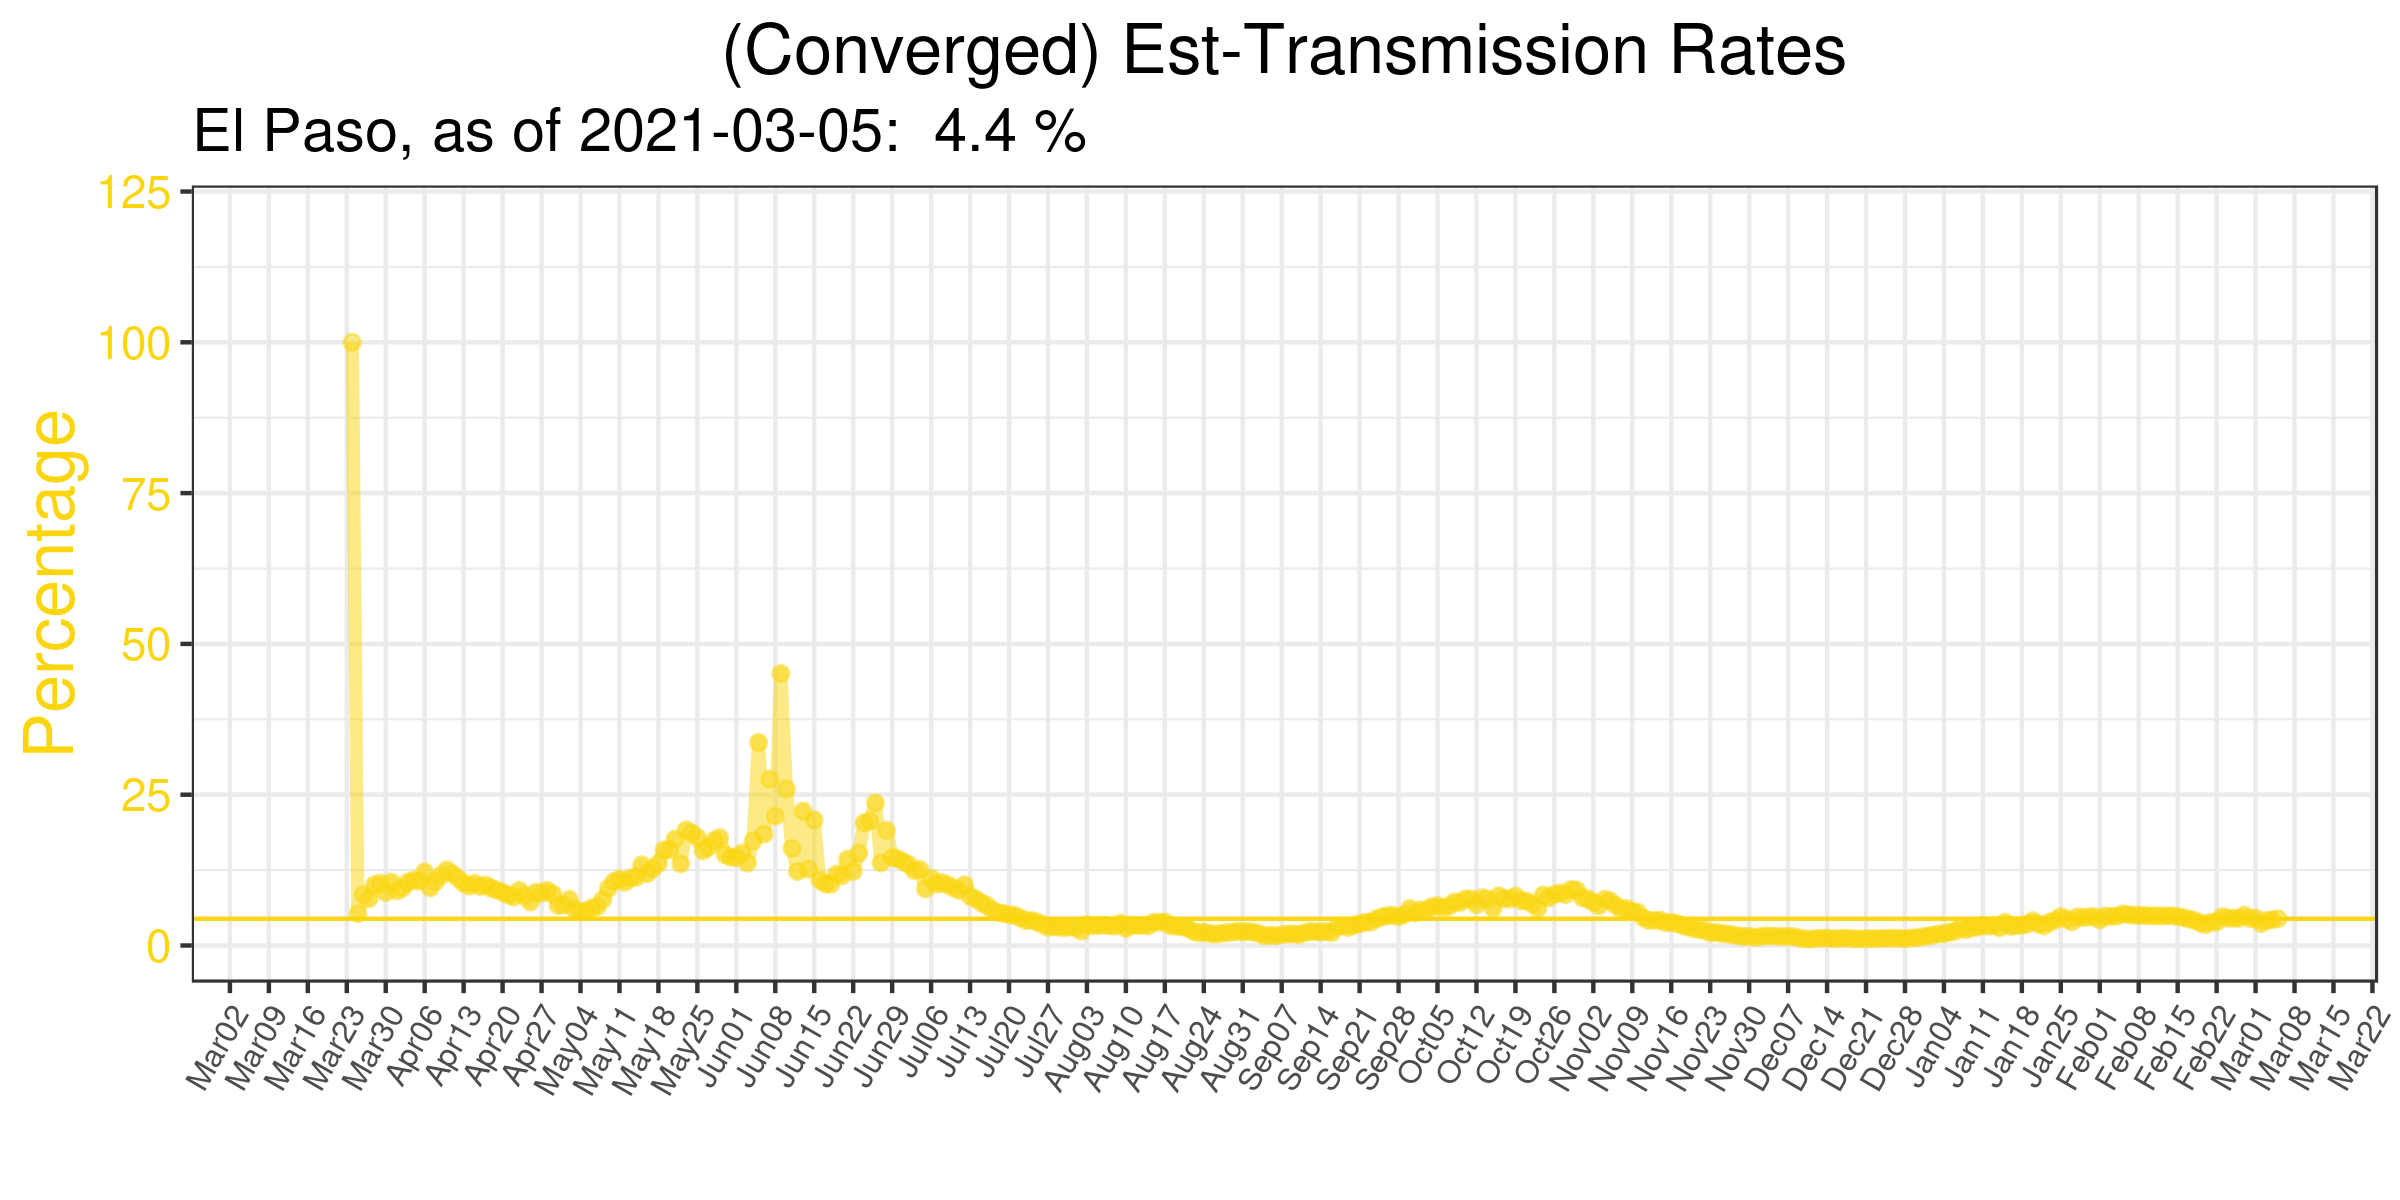 (Converged) Est-Transmission Rates
El Paso, as of 2021-03-05:  4.4 %
Percentage
125
100
75
50
25
0
Mar02
Mar09
Mar16
Mar23
Mar30
Apr06
Apr13
Apr20
Apr27
May04
May11
May18
May25
Jun01
Jun08
Jun15
Jun22
Jun29
Jul06
Jul13
Jul20
Jul27
Aug03
Aug10
Aug17
Aug24
Aug31
Sep07
Sep14
Sep21
Sep28
Oct05
Oct12
Oct19
Oct26
Nov02
Nov09
Nov16
Nov23
Nov30
Dec07
Dec14
Dec21
Dec28
Jan04
Jan11
Jan18
Jan25
Feb01
Feb08
Feb15
Feb22
Mar01
Mar08
Mar15
Mar22